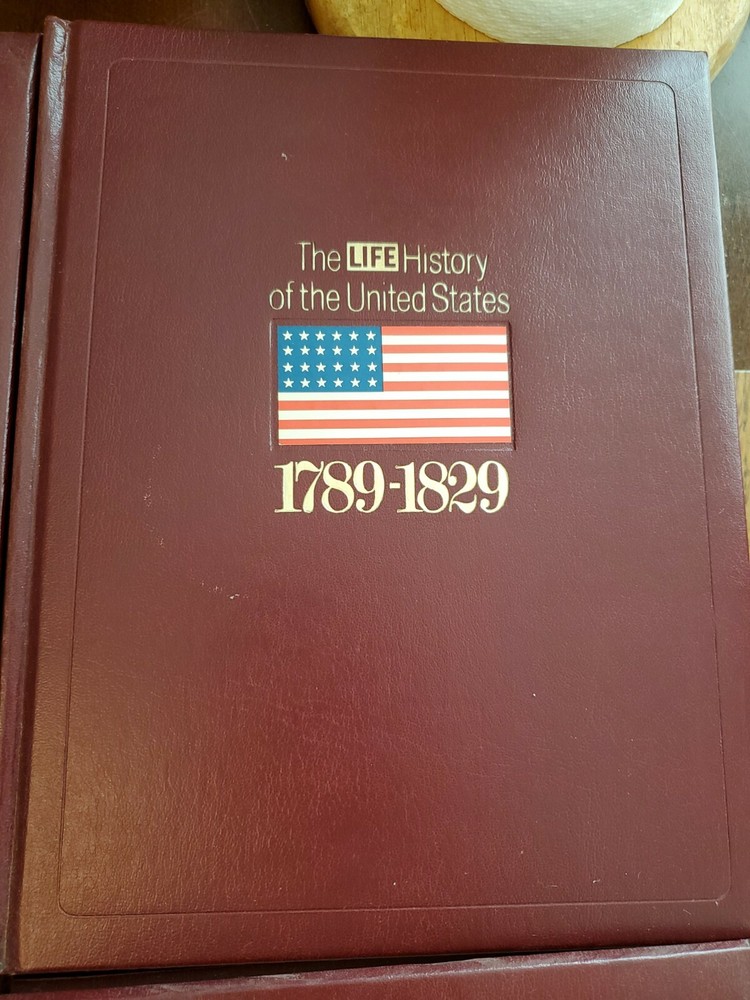 The LIFE History
of the United States
1789-1829